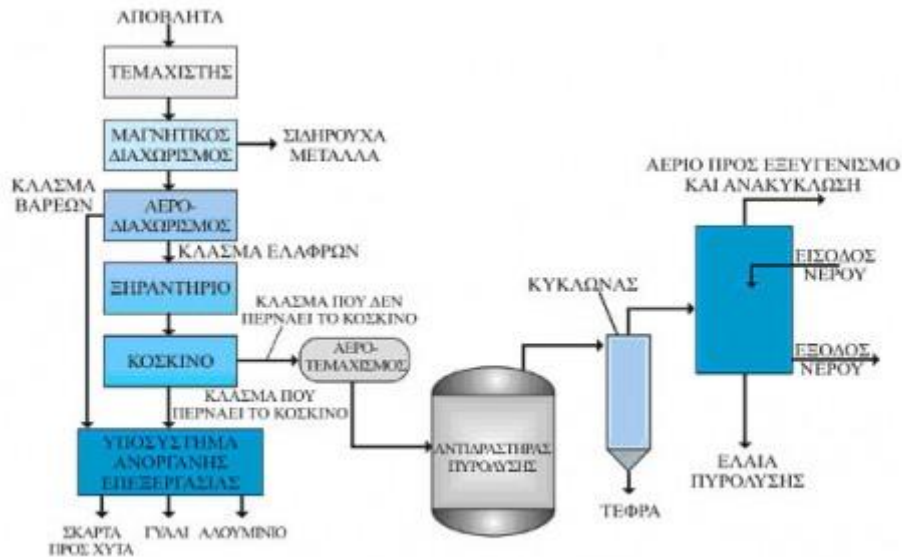 ΑΠΟΒΛΗΤΑ
ΤΕΜΑΧΙΣΤΗΣ
ΜΑΓΝΗΤΙΚΟΣ
ΔΙΑΧΩΡΙΣΜΟΣ
ΣΙΔΗΡΟΥΧΑ
ΜΕΤΑΛΛΑ
ΚΛΑΣΜΑ
ΒΑΡΕΩΝ
ΑΕΡΟ-
ΔΙΑΧΩΡΙΣΜΟΣ
ΚΛΑΣΜΑ ΕΛΑΦΡΩΝ
ΞΗΡΑΝΤΗΡΙΟ
ΚΛΑΣΜΑ ΠΟΥ ΔΕΝ
ΠΕΡΝΑΕΙ ΤΟ ΚΟΣΚΙΝΟ
ΚΟΣΚΙΝΟ
ΑΕΡΟ-
ΤΕΜΑΧΙΣΜΟΣ
ΚΛΑΣΜΑ ΠΟΥ
ΠΕΡΝΑΕΙ ΤΟ ΚΟΣΚΙΝΟ
ΥΠΟΣΥΣΤΗΜΑ
ΑΝΟΡΓΑΝΗΣ
ΕΠΕΞΕΡΓΑΣΙΑΣ
ΣΚΑΡΤΑ
ΠΡΟΣ ΧΥΤΑ
ΓΥΑΛΙ
ΑΛΟΥΜΙΝΙΟ
ΑΝΤΙΔΡΑΣΤΗΡΑΣ
ΠΥΡΟΛΥΣΗΣ
ΚΥΚΛΩΝΑΣ
ΤΕΦΡΑ
ΑΕΡΙΟ ΠΡΟΣ ΕΞΕΥΓΕΝΙΣΜΟ
ΚΑΙ ΑΝΑΚΥΚΛΩΣΗ
ΕΙΣΟΔΟΣ
ΝΕΡΟΥ
ΕΞΟΔΟΣ
ΝΕΡΟΥ
ΕΛΑΙΑ
ΠΥΡΟΛΥΣΗΣ